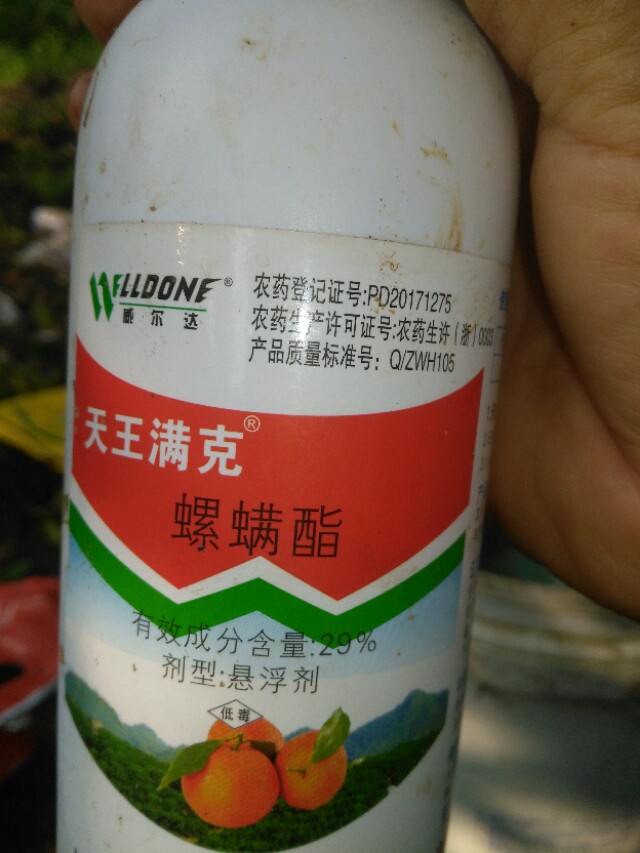 WELLDONE®
威尔达
农药登记证号:PD20171275
农药生产许可证号:农药生许(浙)0003
产品质量标准号: Q/ZWH105
天王满克®
螺螨酯
有效成分含量:29%
剂型:悬浮剂
低毒